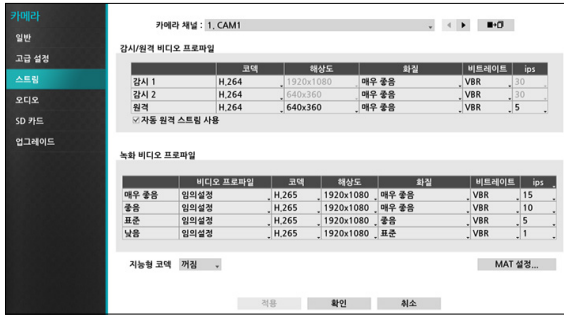 카메라
일반
고급 설정
스트림
오디오
SD 카드
업그레이드
카메라 채널 : 1, CAM1
감시/원격 비디오 프로파일
코덱 해상도 화질 비트레이트 ips
감시 1 H.264 1920x1080 매우 좋음 VBR 30
감시 2 H.264 640x360 매우 좋음 VBR 30
원격 H.264 640x360 매우 좋음 VBR 5
자동 원격 스트림 사용
녹화 비디오 프로파일
비디오 프로파일 코덱 해상도 화질 비트레이트 ips
매우 좋음 임의설정 H.265 1920x1080 매우 좋음 VBR 15
좋음 임의설정 H.265 1920x1080 매우 좋음 VBR 10
표준 임의설정 H.265 1920x1080 좋음 VBR 5
낮음 임의설정 H.265 1920x1080 표준 VBR 1
지능형 코덱 꺼짐 MAT 설정...
적용 확인 취소